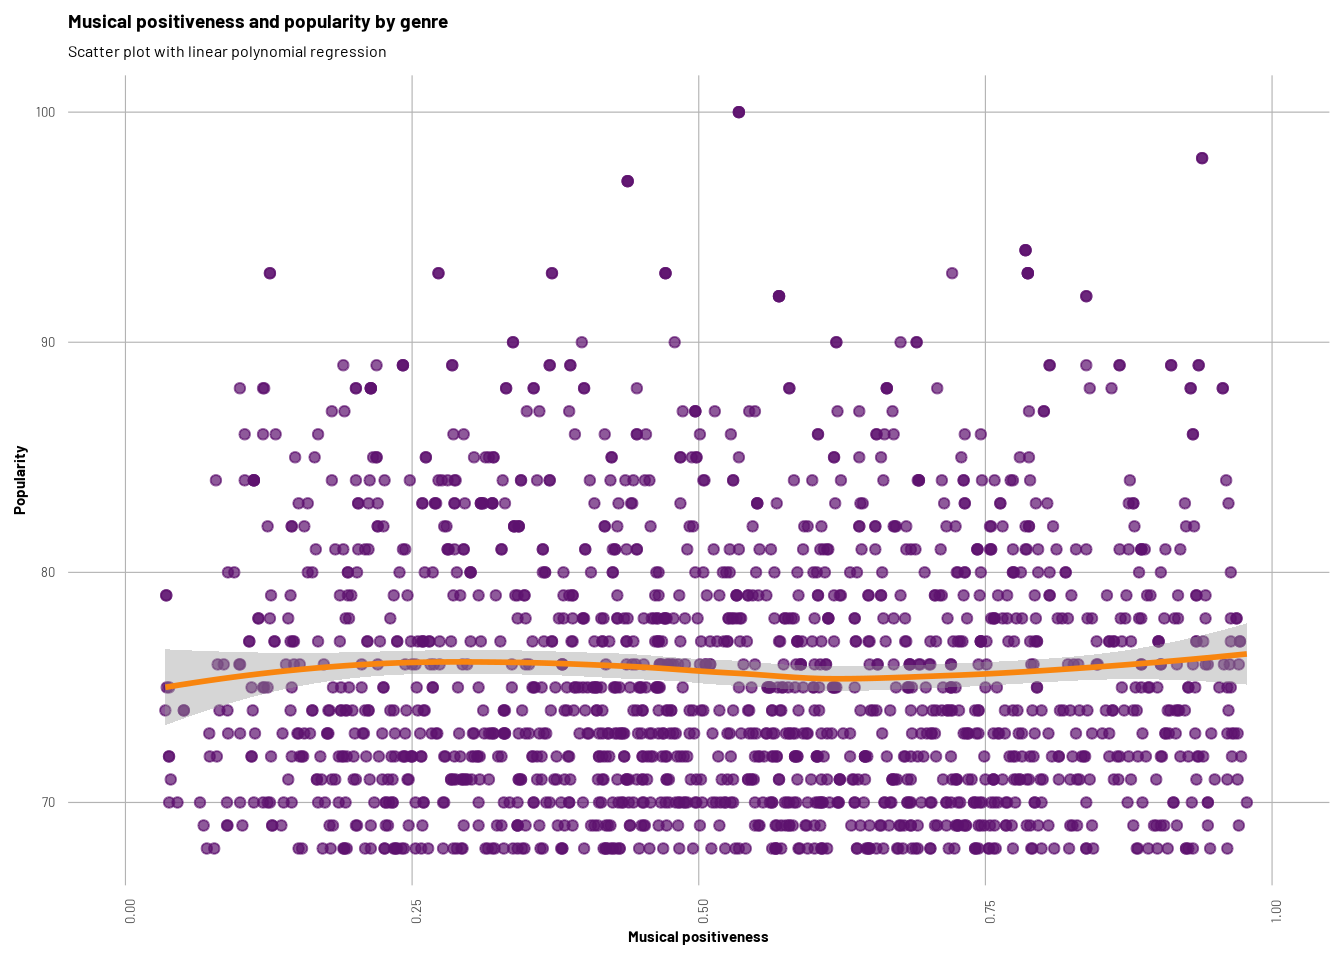 Musical positiveness and popularity by genre
Scatter plot with linear polynomial regression
100
90
80
70
Popularity
0.00
0.25
0.50
0.75
1.00
Musical positiveness